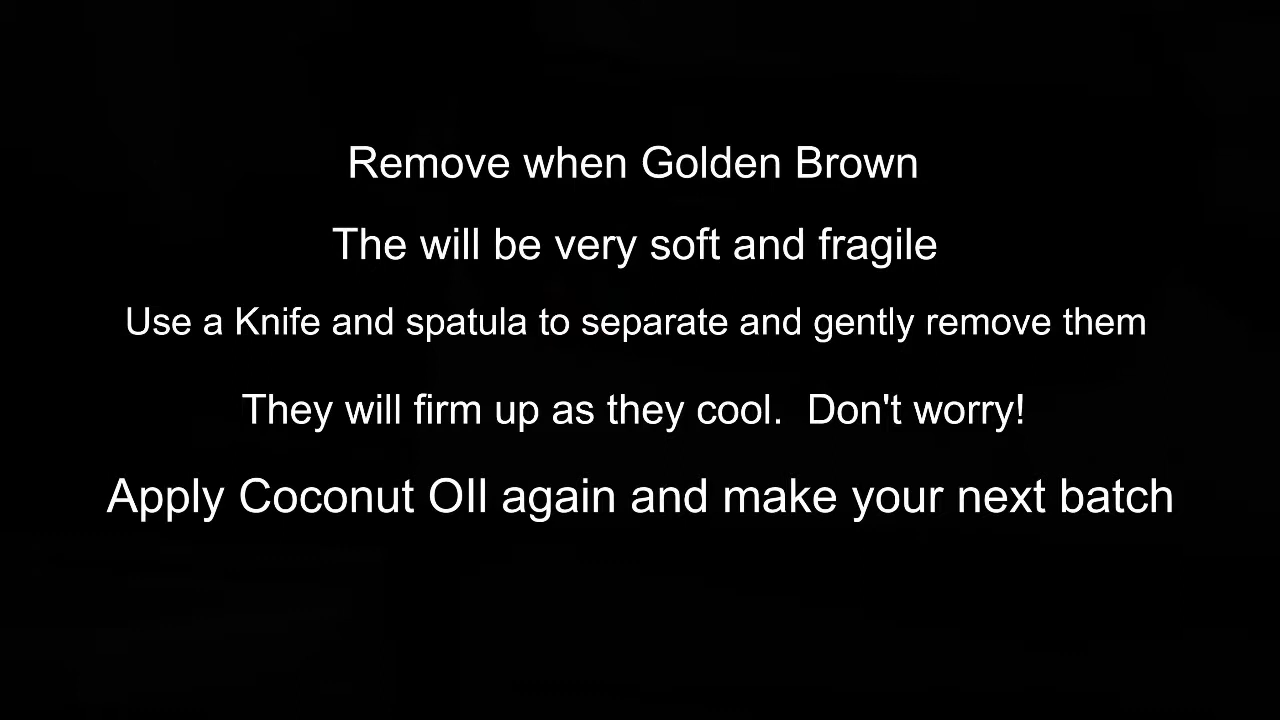 Remove when Golden Brown
The will be very soft and fragile
Use a Knife and spatula to separate and gently remove them
They will firm up as they cool.  Don't worry!
Apply Coconut OIl again and make your next batch